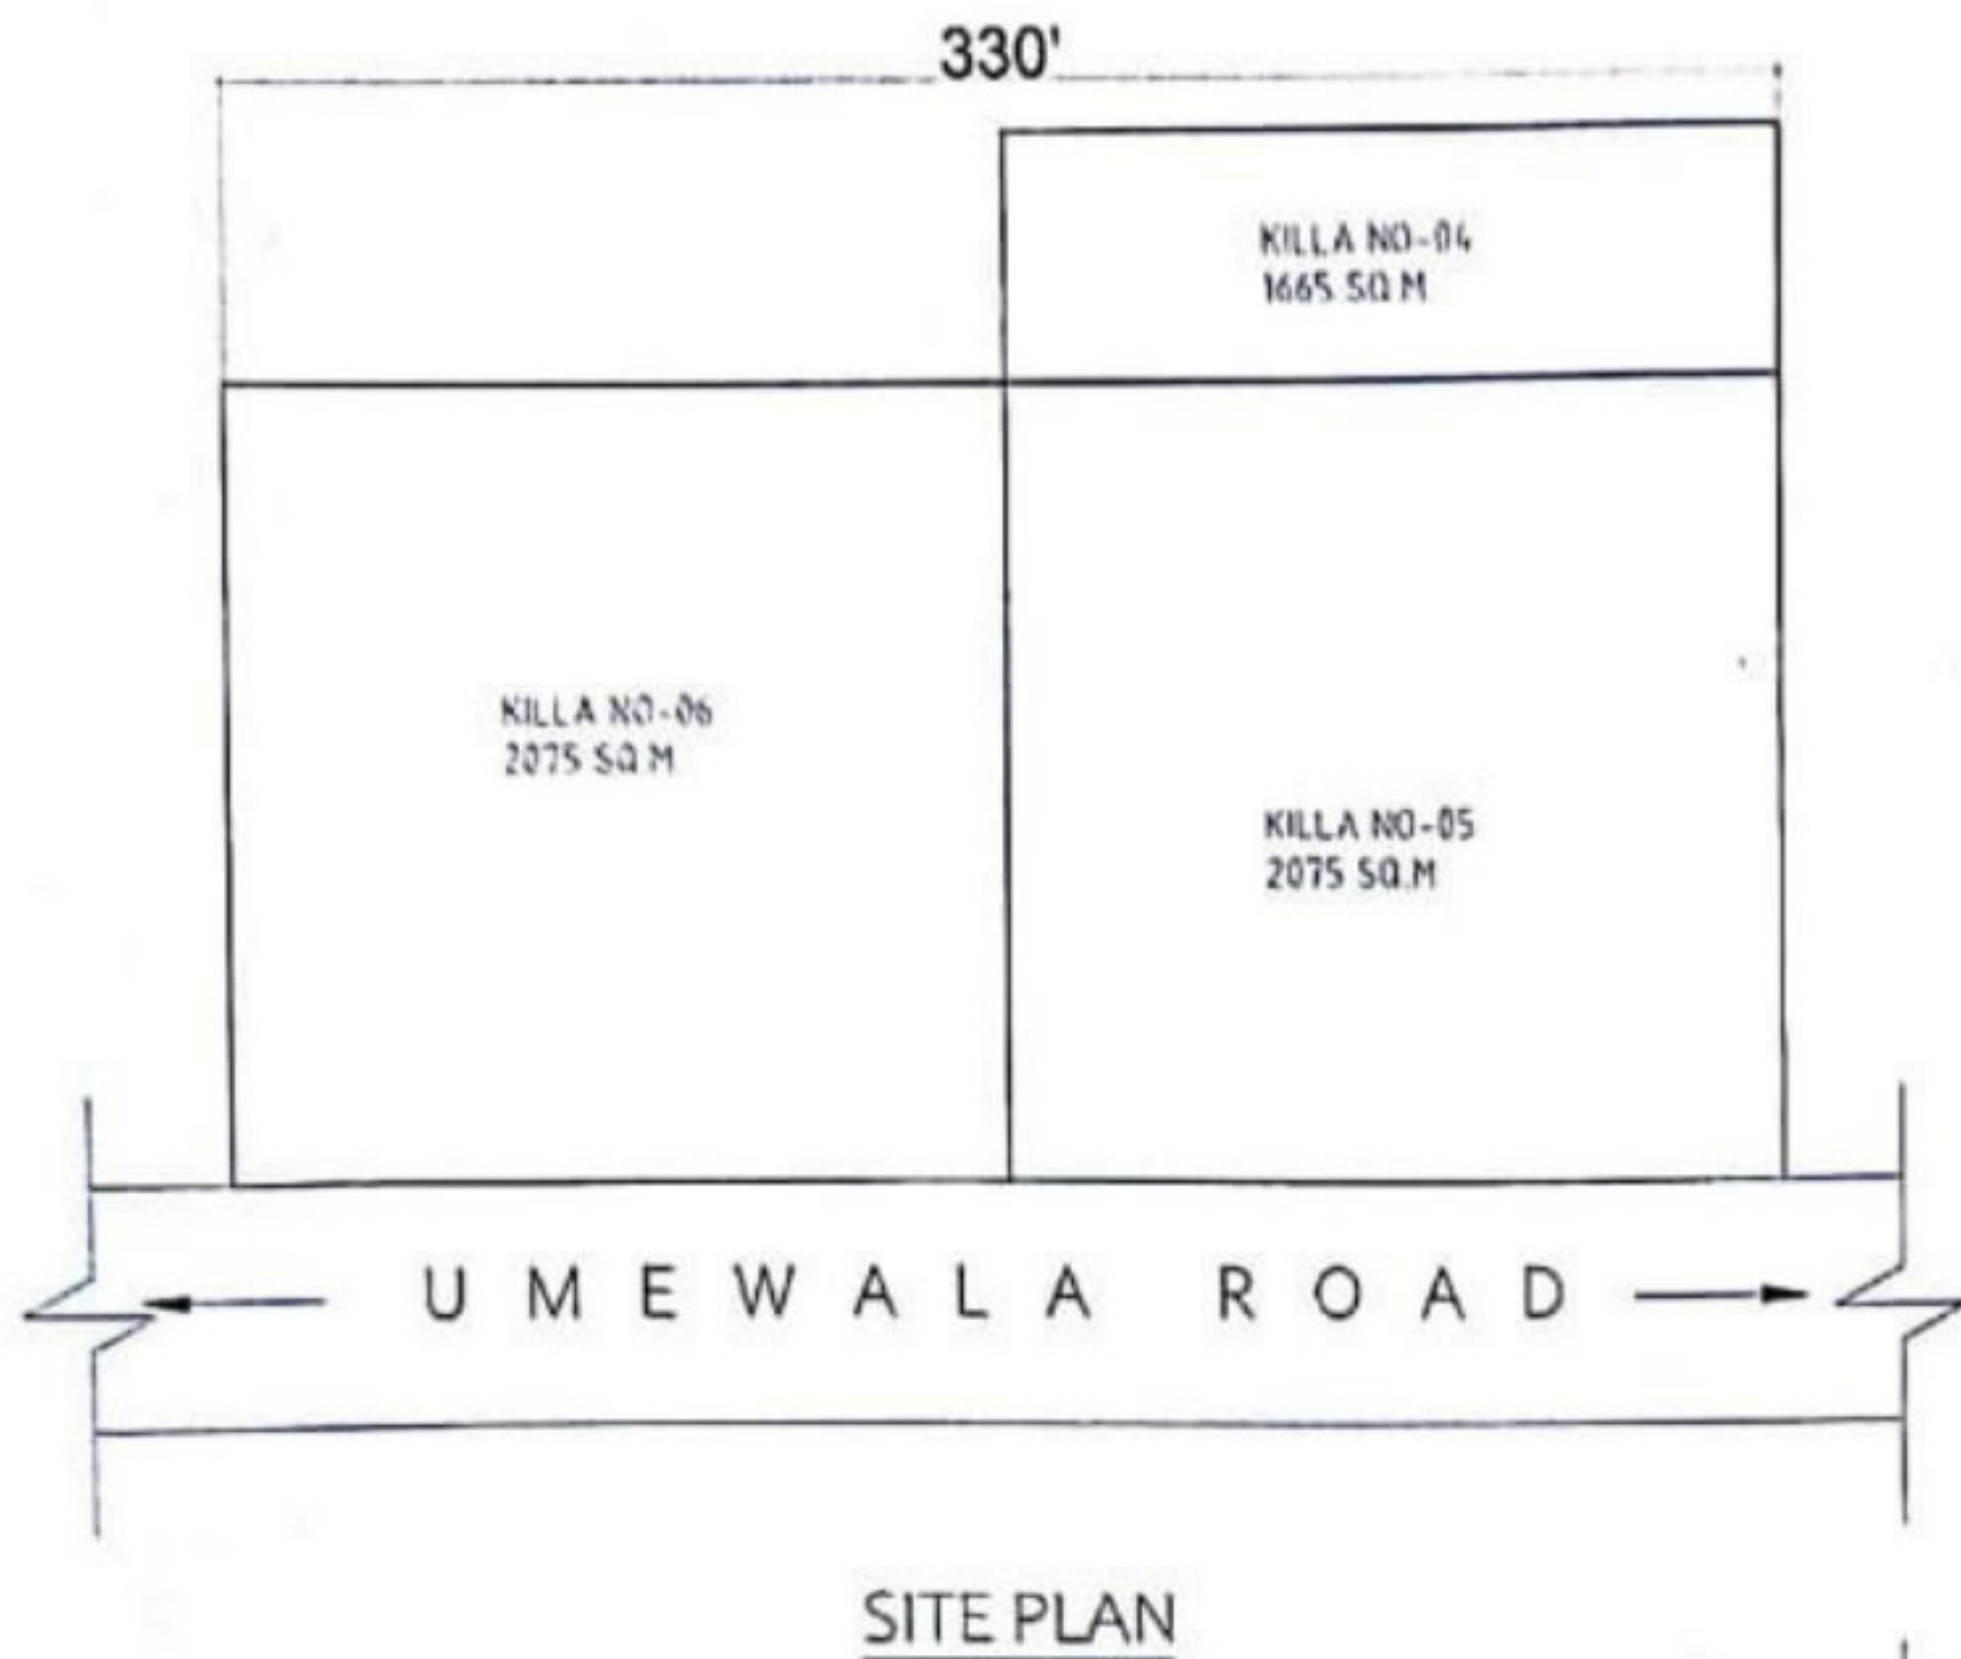 330'
KILLA NO-04
1665 SQ.M
KILLA NO-06
2075 SQ.M
KILLA NO-05
2075 SQ.M
UMEWALA ROAD
SITE PLAN